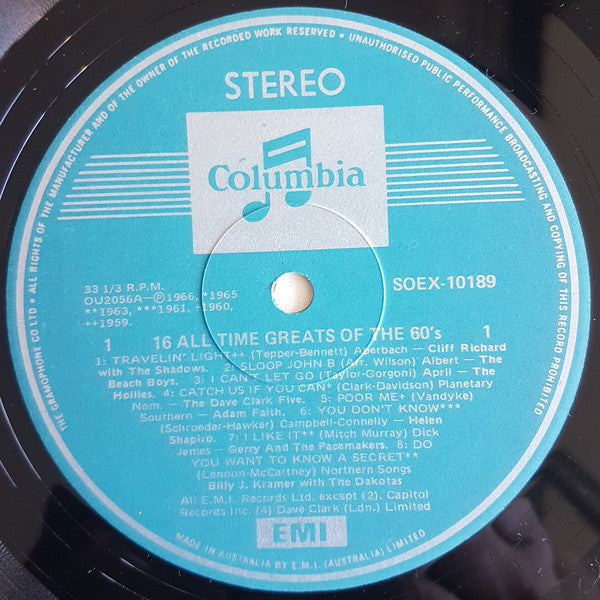 THE GRAMOPHONE CO LTD • ALL RIGHTS OF THE MANUFACTURER AND OF THE OWNER OF THE RECORDED WORK RESERVED • UNAUTHORISED PUBLIC PERFORMANCE BROADCASTING AND COPYING OF THIS RECORD PROHIBITED
STEREO
Columbia
33 1/3 R.P.M.
OU2056A—Ⓟ1966, *1965
**1963, ***1961, +1960,
++1959.
SOEX-10189
1 16 ALL TIME GREATS OF THE 60's 1
1: TRAVELIN' LIGHT++ (Tepper-Bennett) Aberbach — Cliff Richard
with The Shadows. 2: SLOOP JOHN B (Arr. Wilson) Albert — The
Beach Boys. 3: I CAN'T LET GO (Taylor-Gorgoni) April — The
Hollies. 4: CATCH US IF YOU CAN* (Clark-Davidson) Planetary
Nom. — The Dave Clark Five. 5: POOR ME+ (Vandyke)
Southern — Adam Faith. 6: YOU DON'T KNOW***
(Schroeder-Hawker) Campbell-Connelly — Helen
Shapiro. 7: I LIKE IT** (Mitch Murray) Dick
James — Gerry And The Pacemakers. 8: DO
YOU WANT TO KNOW A SECRET**
(Lennon-McCartney) Northern Songs
Billy J. Kramer with The Dakotas
All E.M.I. Records Ltd. except (2). Capitol
Records Inc. (4) Dave Clark (Ldn.) Limited
EMI
MADE IN AUSTRALIA BY E.M.I. (AUSTRALIA) LIMITED